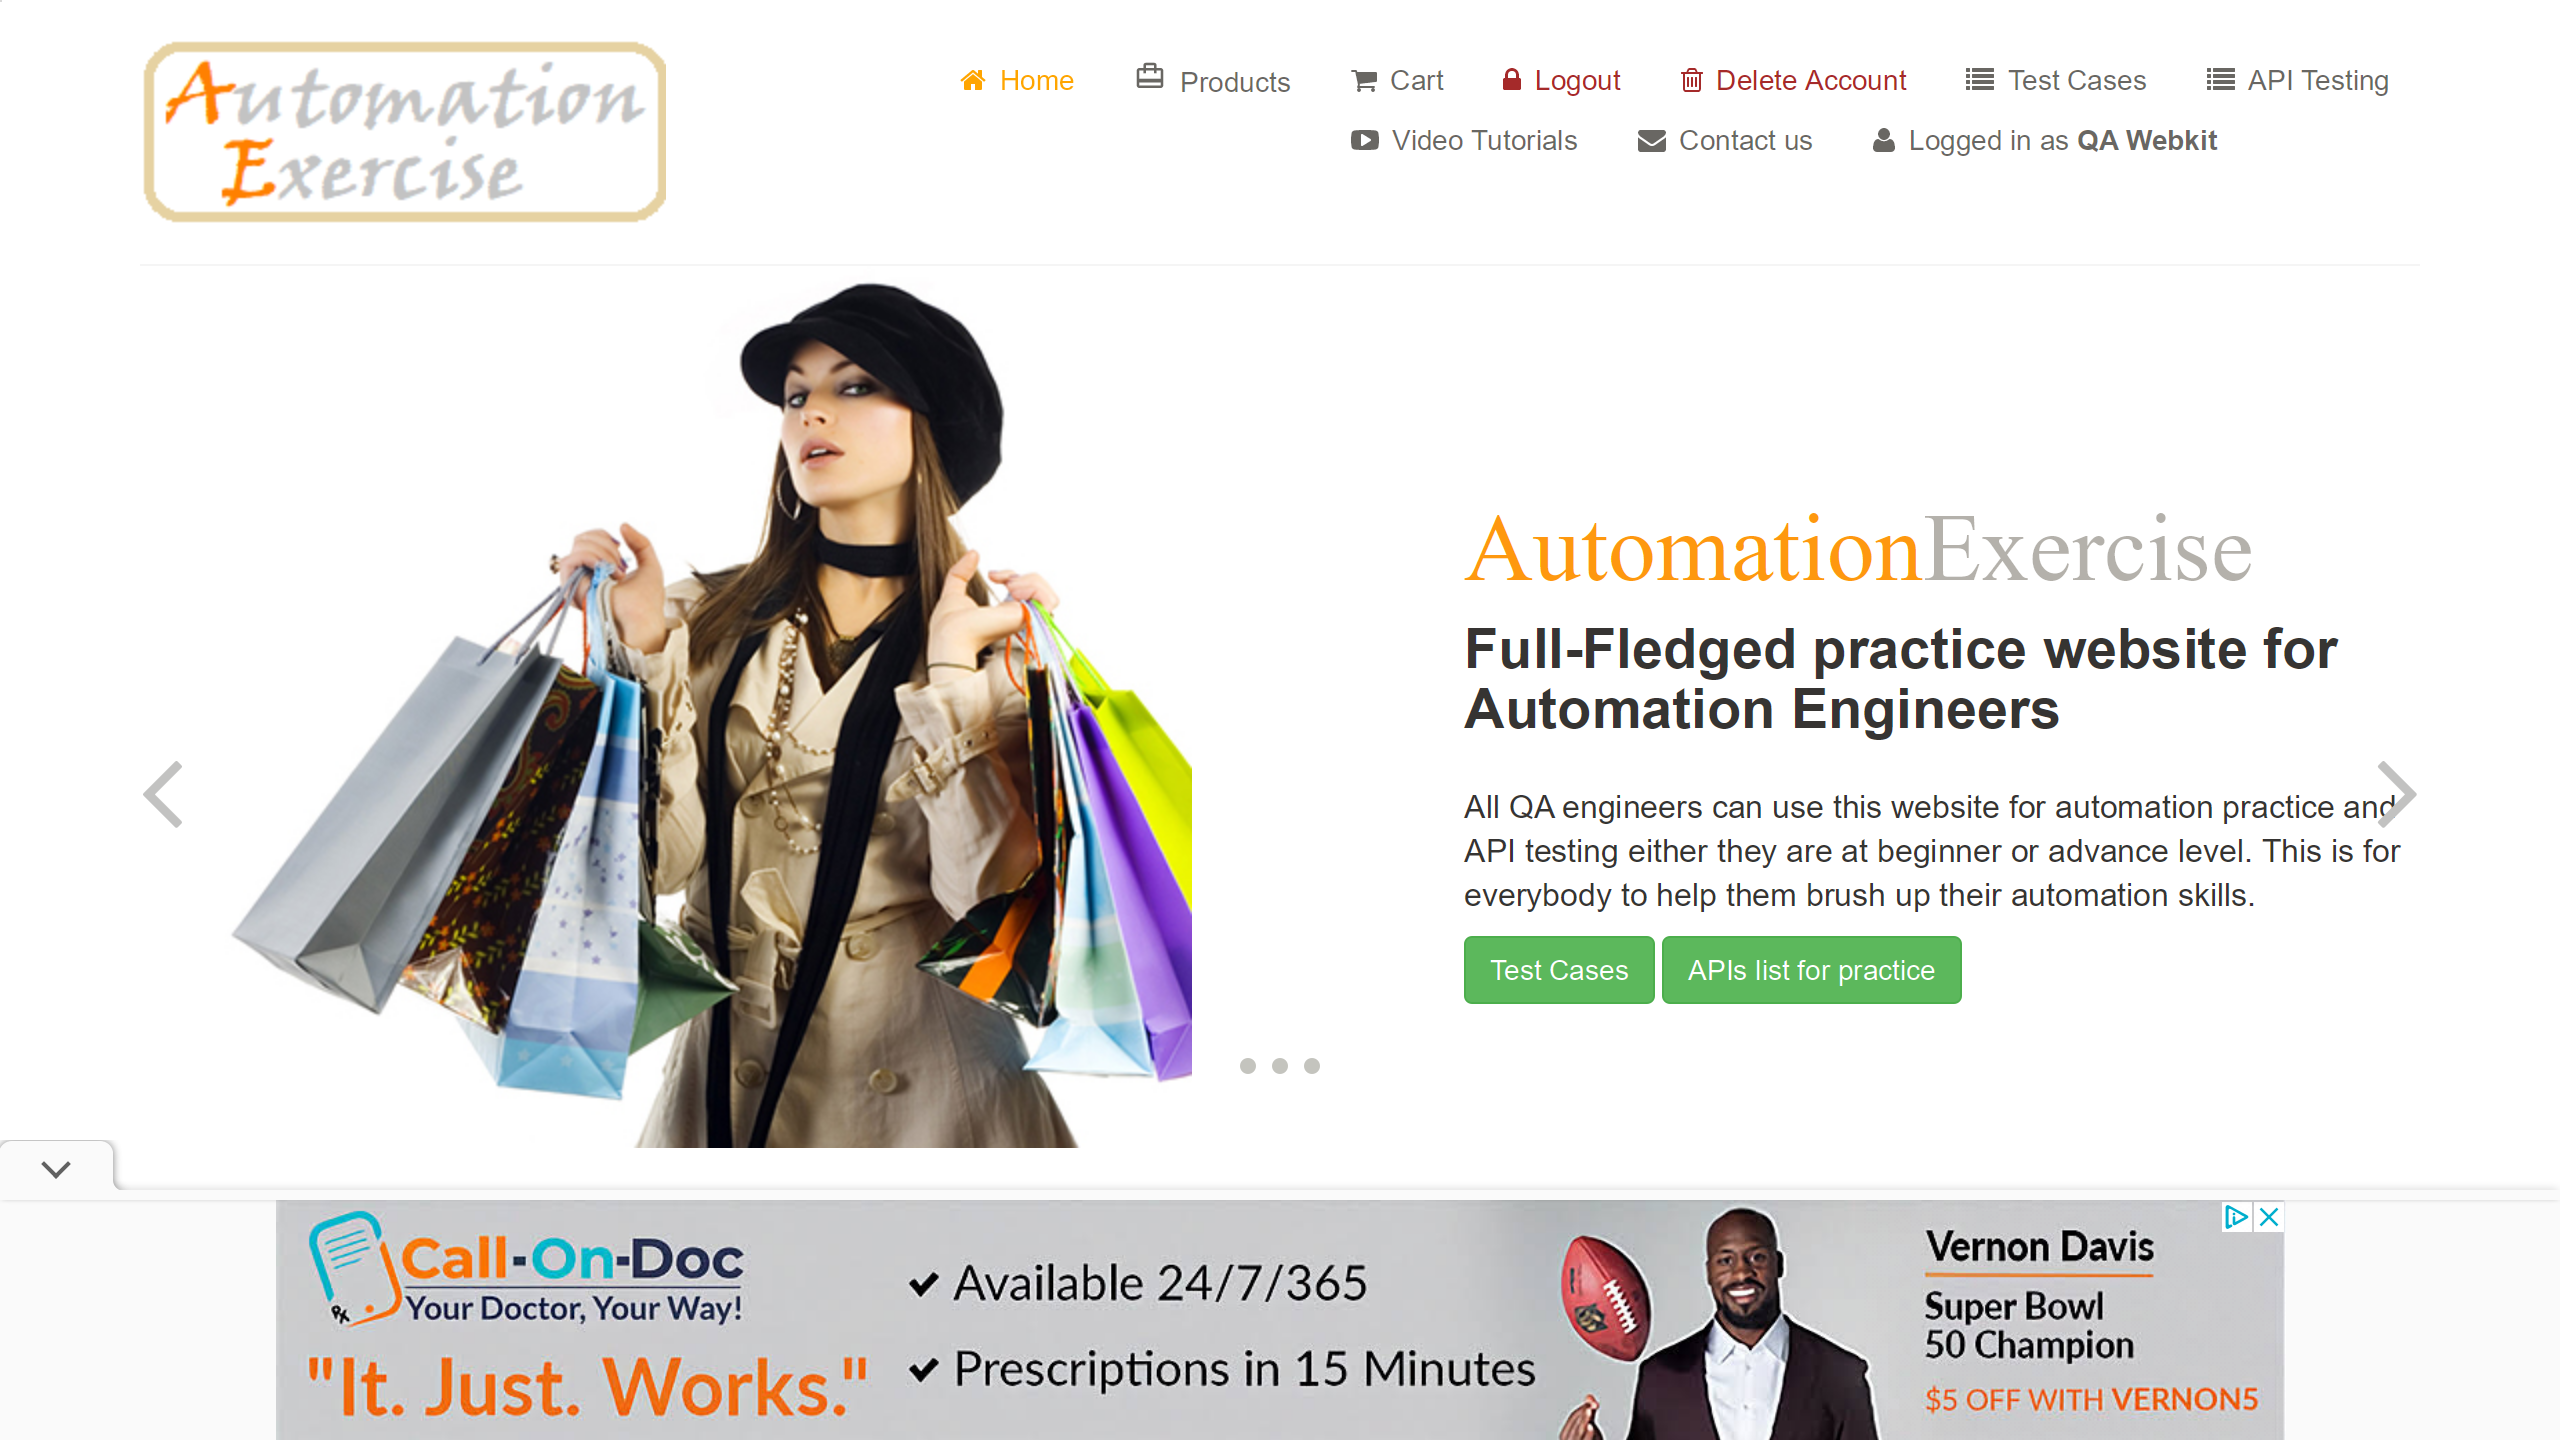 Automation
Exercise
Home
Products
Cart
Logout
Delete Account
Test Cases
API Testing
Video Tutorials
Contact us
Logged in as QA Webkit
AutomationExercise
Full-Fledged practice website for
Automation Engineers
All QA engineers can use this website for automation practice and
API testing either they are at beginner or advance level. This is for
everybody to help them brush up their automation skills.
Test Cases
APIs list for practice
Call-On-Doc
Your Doctor, Your Way!
"It. Just. Works."
Available 24/7/365
Prescriptions in 15 Minutes
Vernon Davis
Super Bowl
50 Champion
$5 OFF WITH VERNON5